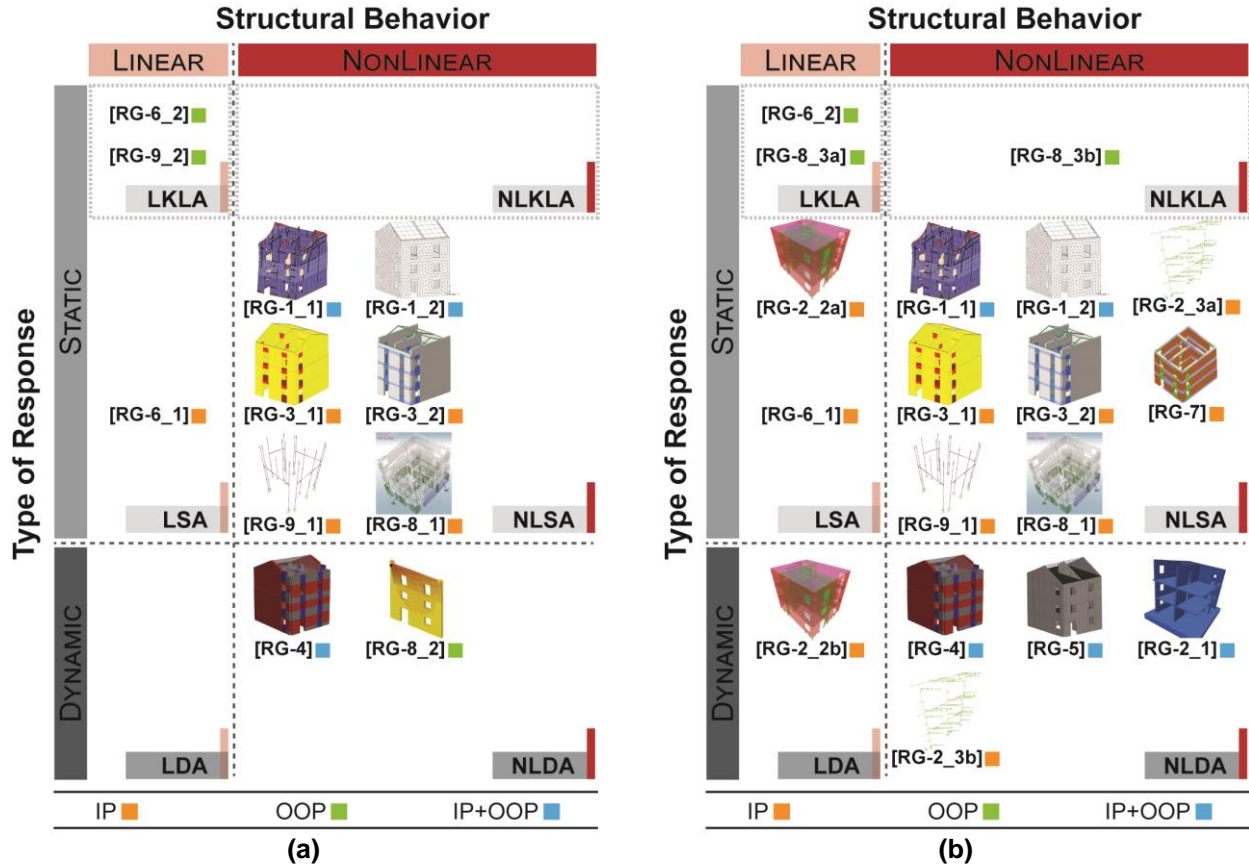 Structural Behavior
LINEAR NONLINEAR
Type of Response
STATIC
[RG-6_2]
[RG-9_2]
LKLA NLKLA
[RG-1_1] [RG-1_2]
[RG-6_1] [RG-3_1] [RG-3_2]
[RG-9_1] [RG-8_1]
LSA NLSA
DYNAMIC
[RG-4] [RG-8_2]
LDA NLDA
IP OOP IP+OOP
(a)
Structural Behavior
LINEAR NONLINEAR
Type of Response
STATIC
[RG-6_2]
[RG-8_3a] [RG-8_3b]
LKLA NLKLA
[RG-2_2a] [RG-1_1] [RG-1_2] [RG-2_3a]
[RG-6_1] [RG-3_1] [RG-3_2] [RG-7]
[RG-9_1] [RG-8_1]
LSA NLSA
DYNAMIC
[RG-2_2b] [RG-4] [RG-5] [RG-2_1]
[RG-2_3b]
LDA NLDA
IP OOP IP+OOP
(b)